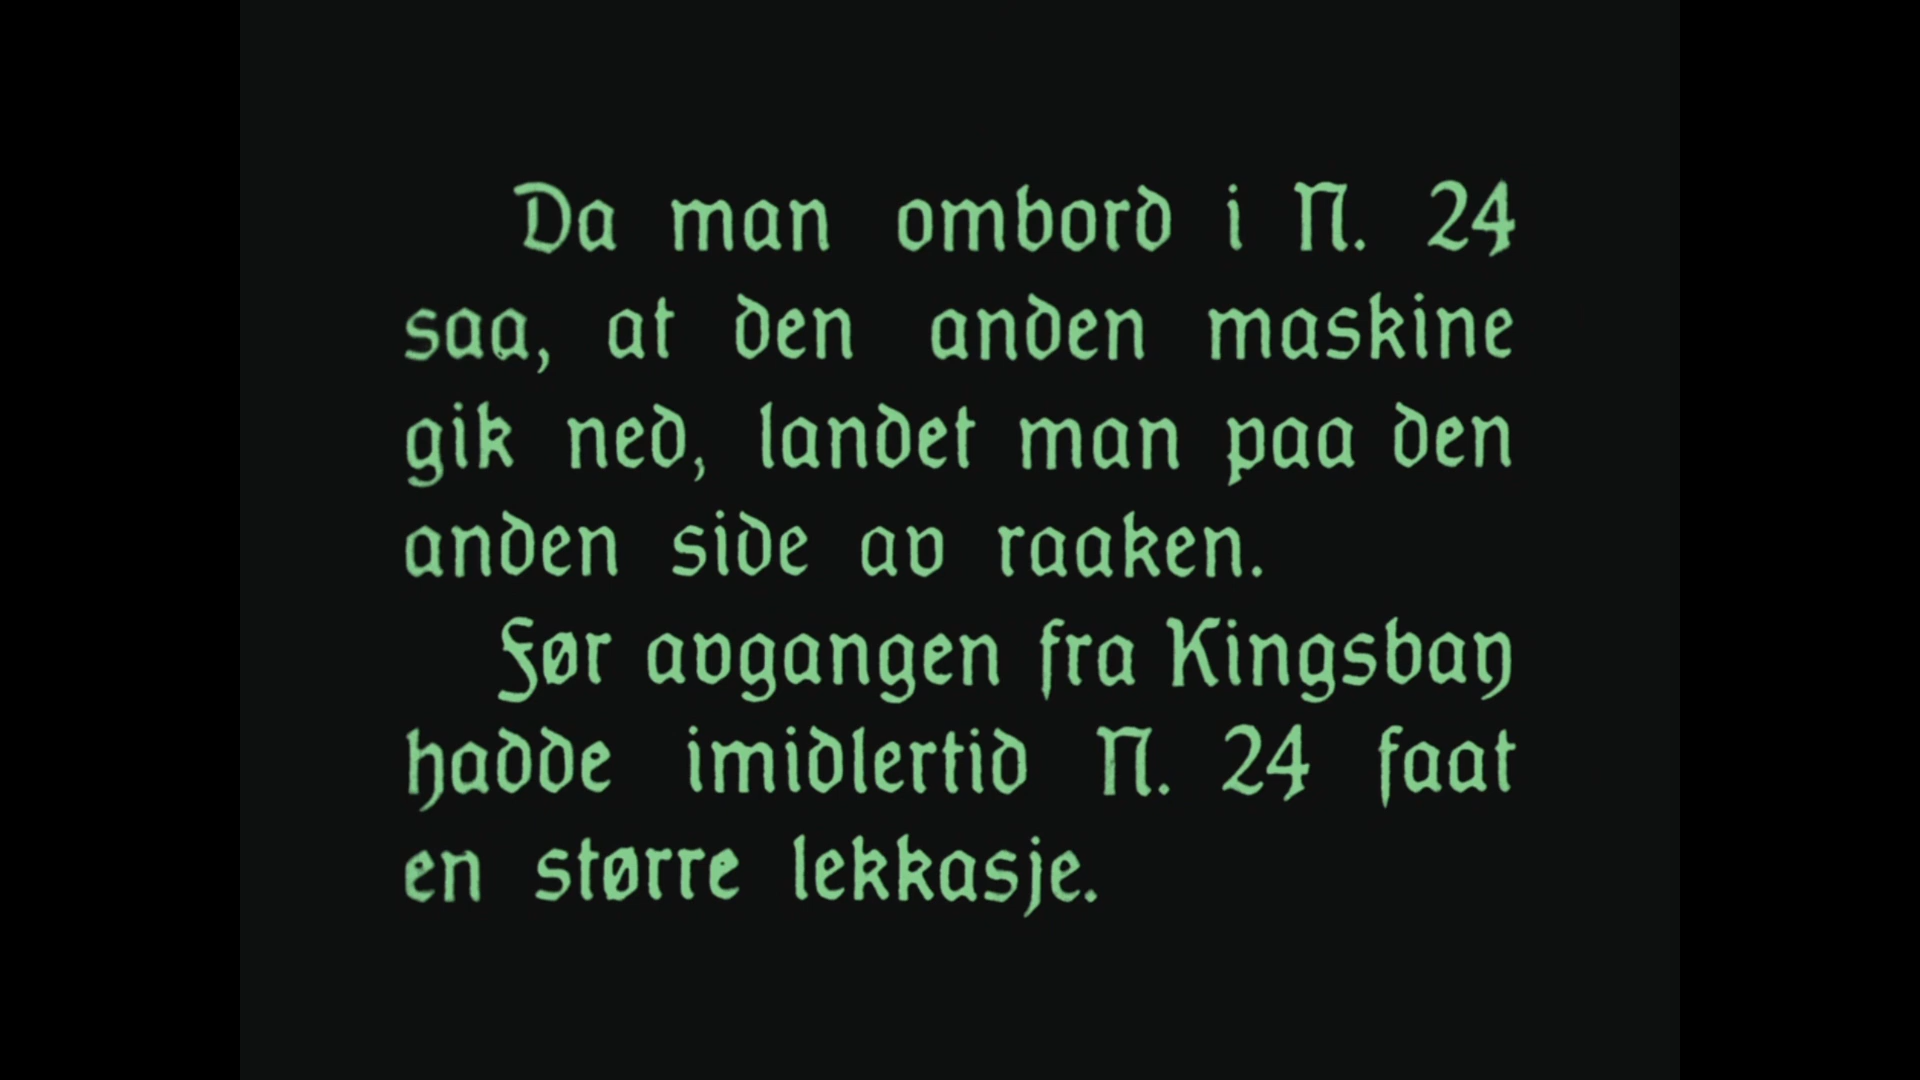 Da man ombord i N. 24
saa, at den anden maskine
gik ned, landet man paa den
anden side av raaken.
Før avgangen fra Kingsbay
hadde imidlertid N. 24 faat
en større lekkasje.